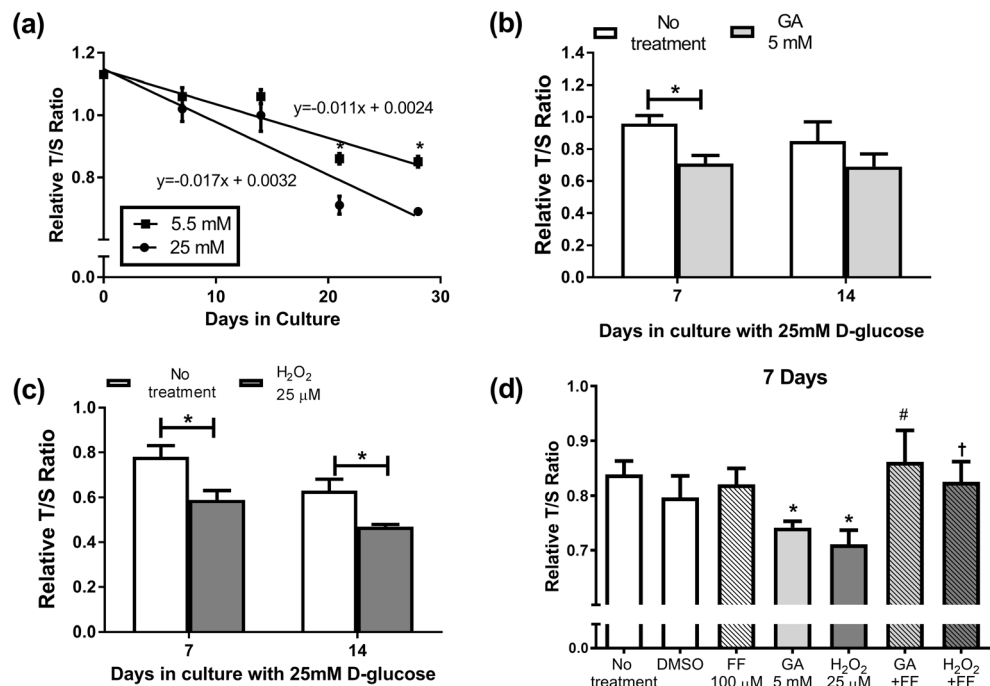 (a)
Relative T/S Ratio
1.2
1.0
0.8
0.0
y=-0.011x + 0.0024
* *
y=-0.017x + 0.0032
5.5 mM
25 mM
0 10 20 30
Days in Culture
(b)
No
treatment
GA
5 mM
Relative T/S Ratio
1.4
1.2
1.0
0.8
0.6
0.4
0.2
0.0
*
7 14
Days in culture with 25mM D-glucose
(c)
No
treatment
H2O2
25 μM
Relative T/S Ratio
1.0
0.8
0.6
0.4
0.2
0.0
*
*
7 14
Days in culture with 25mM D-glucose
(d)
7 Days
Relative T/S Ratio
1.0
0.9
0.8
0.7
0.0
* * # †
No
treatment
DMSO
FF
100 μM
GA
5 mM
H2O2
25 μM
GA
+FF
H2O2
+FF